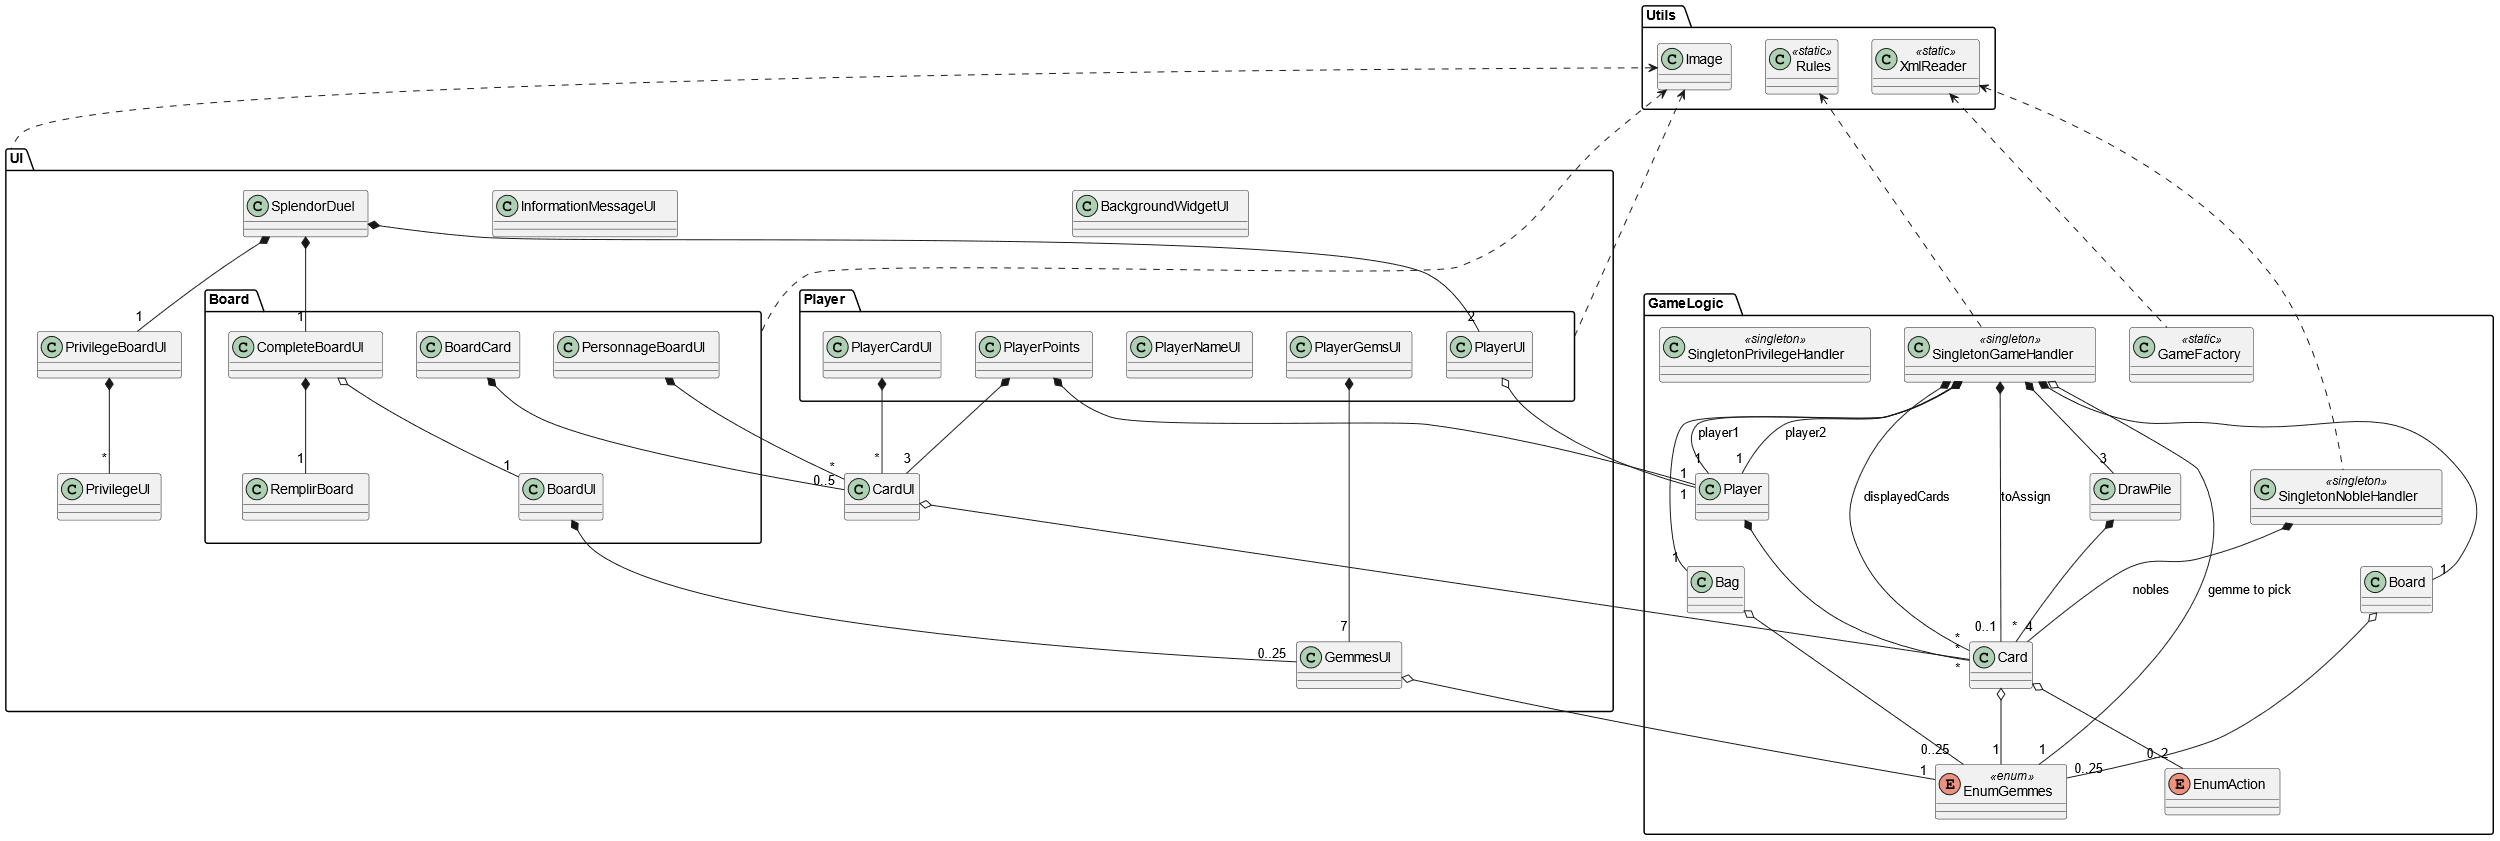 Utils
C Image
C «static»
Rules
C «static»
XmlReader
UI
C SplendorDuel
C InformationMessageUI
C BackgroundWidgetUI
Board
Player
GameLogic
1
1
2
C PrivilegeBoardUI
C CompleteBoardUI
C BoardCard
C PersonnageBoardUI
C PlayerCardUI
C PlayerPoints
C PlayerNameUI
C PlayerGemsUI
C PlayerUI
C «singleton»
SingletonPrivilegeHandler
C «singleton»
SingletonGameHandler
C «static»
GameFactory
player1
player2
*
1
1
*
0..5
*
3
1
1
1
1
3
C PrivilegeUI
C RemplirBoard
C BoardUI
C CardUI
C Player
displayedCards
toAssign
C DrawPile
C «singleton»
SingletonNobleHandler
1
1
C Bag
nobles
gemme to pick
C Board
0..25
7
*
*
*
0..1
*
4
C GemmesUI
C Card
1
0..25
1
1
0..25
0..2
E «enum»
EnumGemmes
E EnumAction